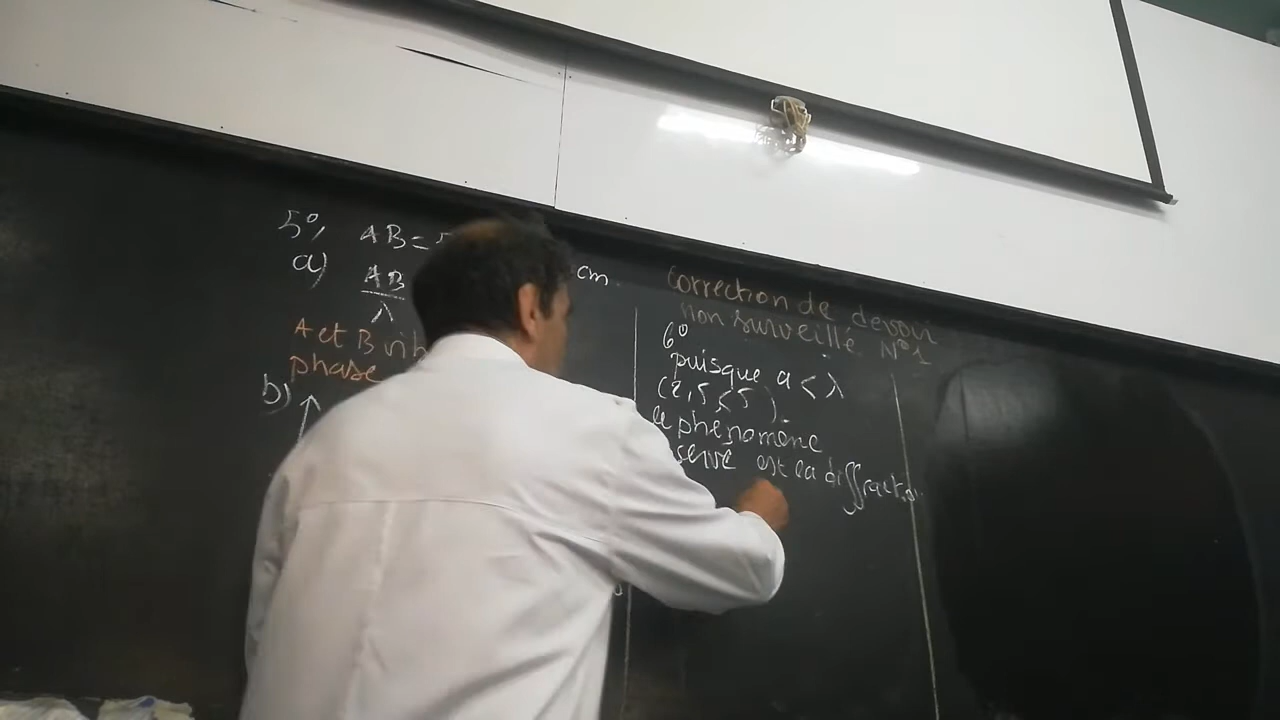 5°/ AB = 5
a) AB
λ
cm.
A et B
phase
b)
Correction de devoir
non surveillé N°1
6°
puisque a < λ
(2,5 < 5).
le phénomène
est la diffraction